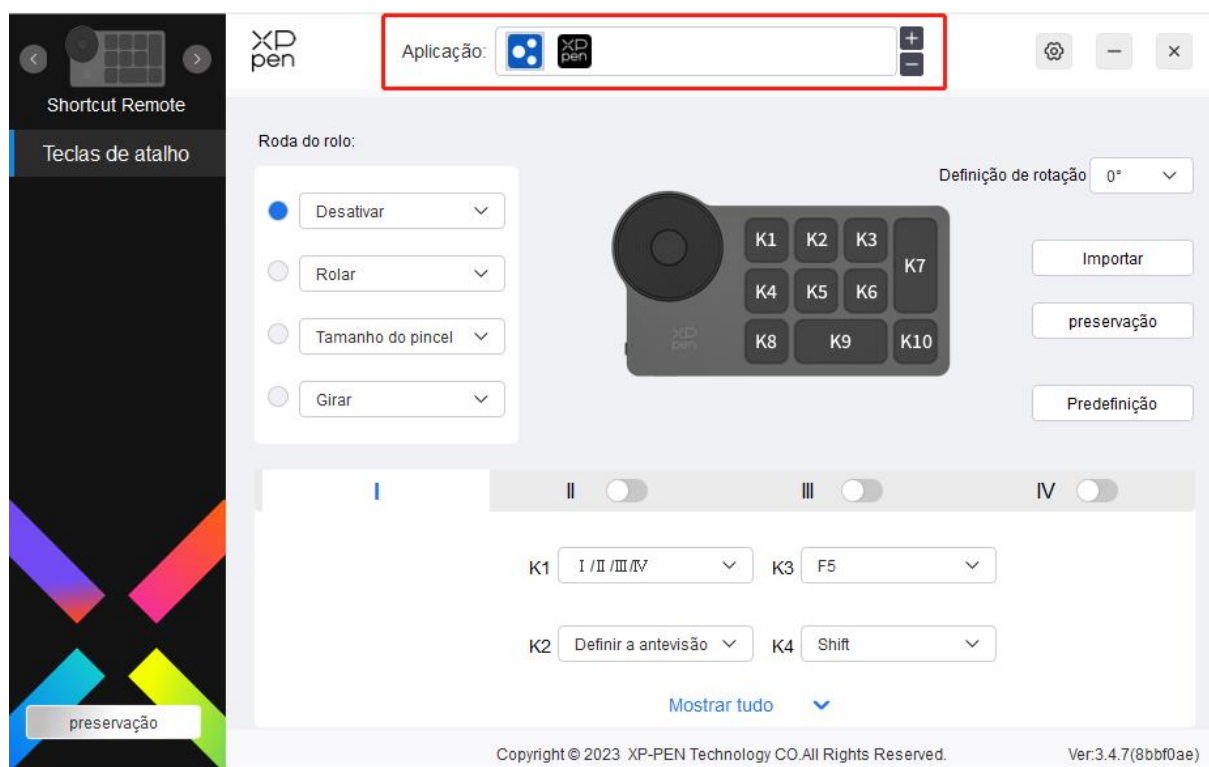 XP
pen
Aplicação:
XP
pen
+
−
Shortcut Remote
Teclas de atalho
Roda do rolo:
Definição de rotação 0°
Desativar
Rolar
Tamanho do pincel
Girar
K1 K2 K3
K7
K4 K5 K6
XP
pen
K8 K9 K10
Importar
preservação
Predefinição
I II III IV
K1 I/II/III/IV K3 F5
K2 Definir a antevisão K4 Shift
Mostrar tudo
preservação
Copyright © 2023 XP-PEN Technology CO.All Rights Reserved. Ver:3.4.7(8bbf0ae)